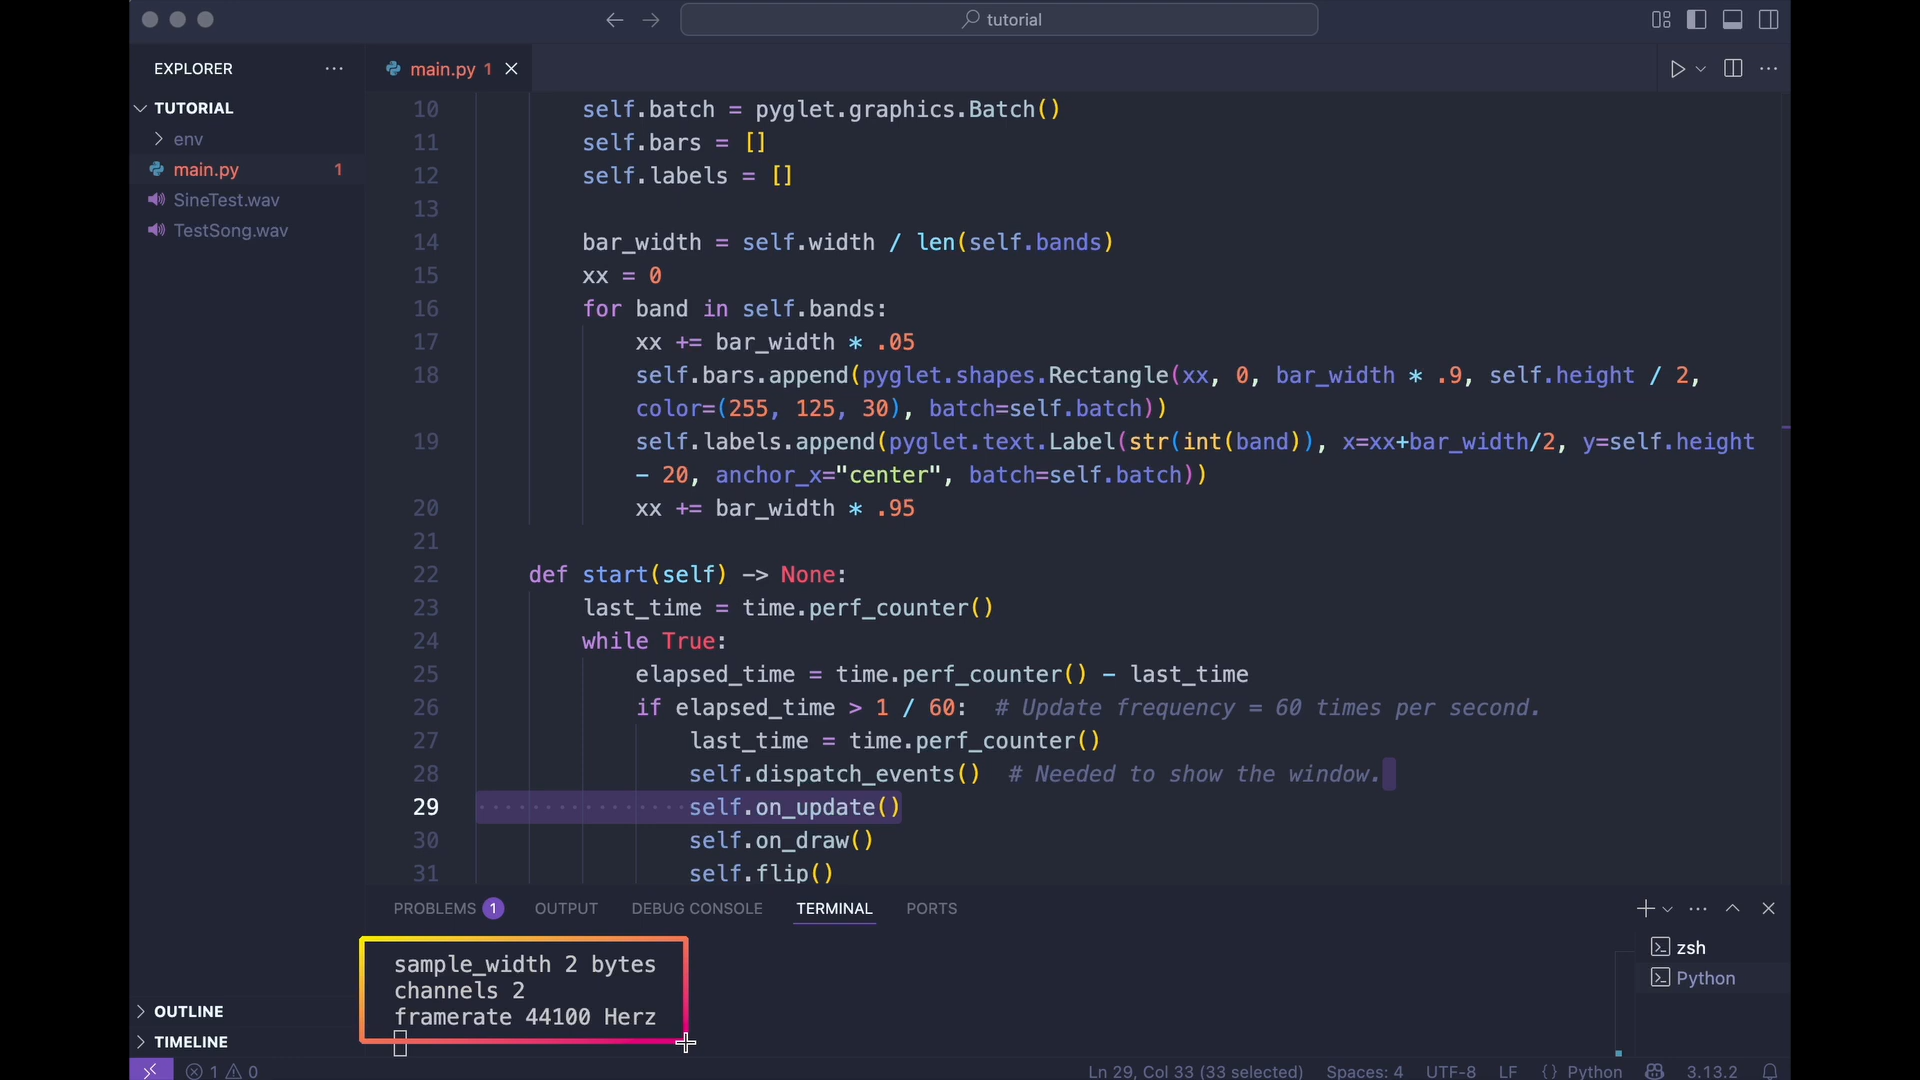 tutorial
EXPLORER
main.py 1
TUTORIAL
env
main.py 1
SineTest.wav
TestSong.wav
OUTLINE
TIMELINE
10 self.batch = pyglet.graphics.Batch()
11 self.bars = []
12 self.labels = []
13
14 bar_width = self.width / len(self.bands)
15 xx = 0
16 for band in self.bands:
17 xx += bar_width * .05
18 self.bars.append(pyglet.shapes.Rectangle(xx, 0, bar_width * .9, self.height / 2,
color=(255, 125, 30), batch=self.batch))
19 self.labels.append(pyglet.text.Label(str(int(band)), x=xx+bar_width/2, y=self.height
- 20, anchor_x="center", batch=self.batch))
20 xx += bar_width * .95
21
22 def start(self) -> None:
23 last_time = time.perf_counter()
24 while True:
25 elapsed_time = time.perf_counter() - last_time
26 if elapsed_time > 1 / 60: # Update frequency = 60 times per second.
27 last_time = time.perf_counter()
28 self.dispatch_events() # Needed to show the window.
29 self.on_update()
30 self.on_draw()
31 self.flip()
PROBLEMS 1 OUTPUT DEBUG CONSOLE TERMINAL PORTS
sample_width 2 bytes
channels 2
framerate 44100 Herz
zsh
Python
1 0 Ln 29, Col 33 (33 selected) Spaces: 4 UTF-8 LF {} Python 3.13.2